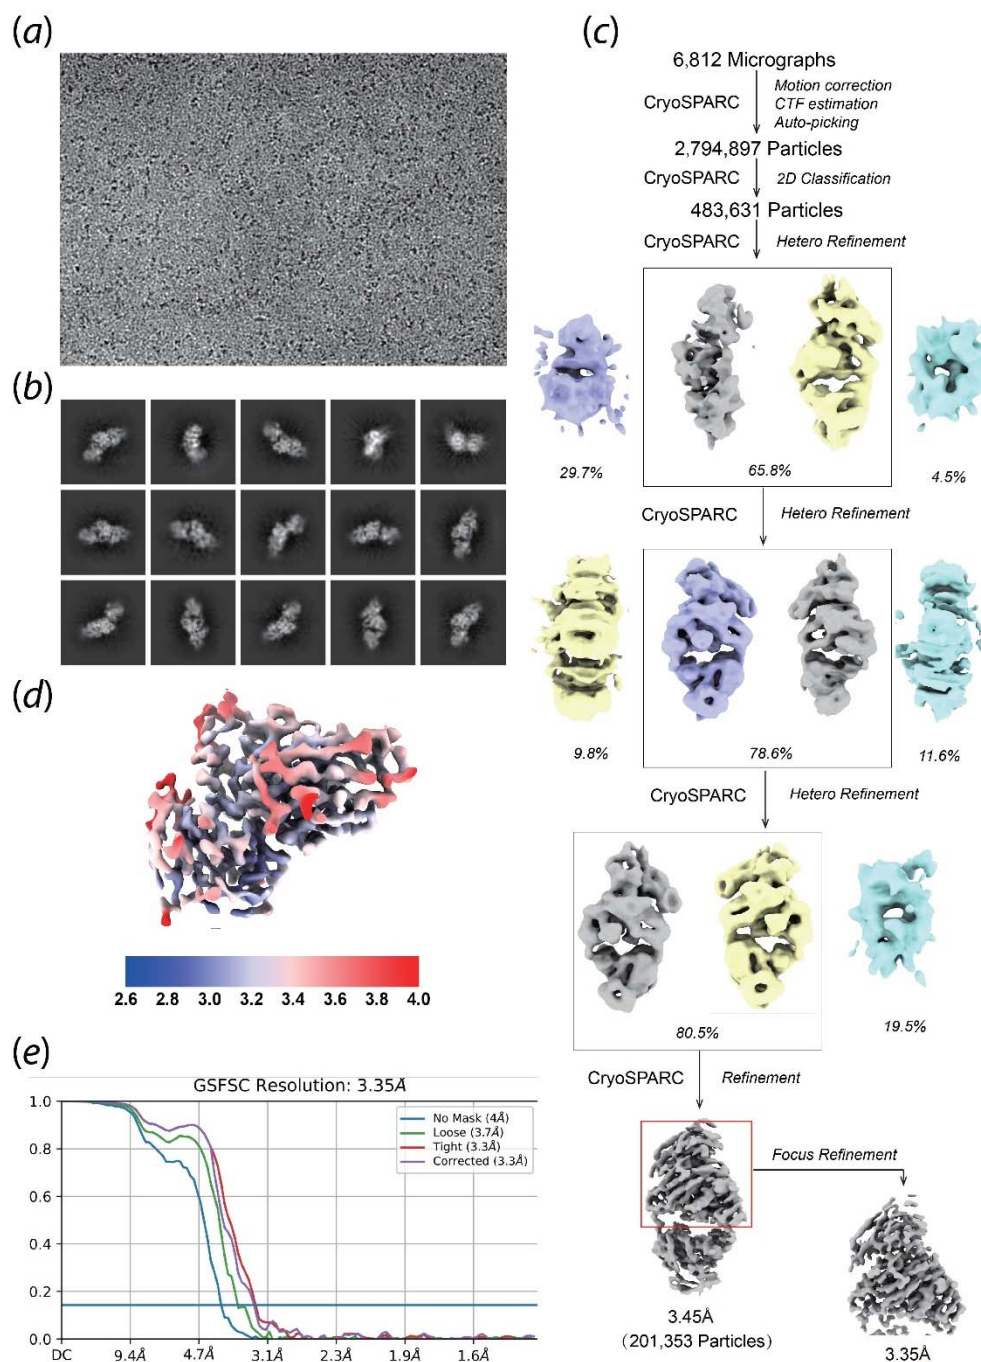 (a)
(b)
(c)
6,812 Micrographs
CryoSPARC
Motion correction
CTF estimation
Auto-picking
2,794,897 Particles
CryoSPARC
2D Classification
483,631 Particles
CryoSPARC
Hetero Refinement
29.7%
65.8%
4.5%
CryoSPARC
Hetero Refinement
9.8%
78.6%
11.6%
CryoSPARC
Hetero Refinement
80.5%
19.5%
CryoSPARC
Refinement
Focus Refinement
3.45Å
(201,353 Particles)
3.35Å
(d)
2.6 2.8 3.0 3.2 3.4 3.6 3.8 4.0
(e)
GSFSC Resolution: 3.35Å
1.0
0.8
0.6
0.4
0.2
0.0
No Mask (4Å)
Loose (3.7Å)
Tight (3.3Å)
Corrected (3.3Å)
DC 9.4Å 4.7Å 3.1Å 2.3Å 1.9Å 1.6Å